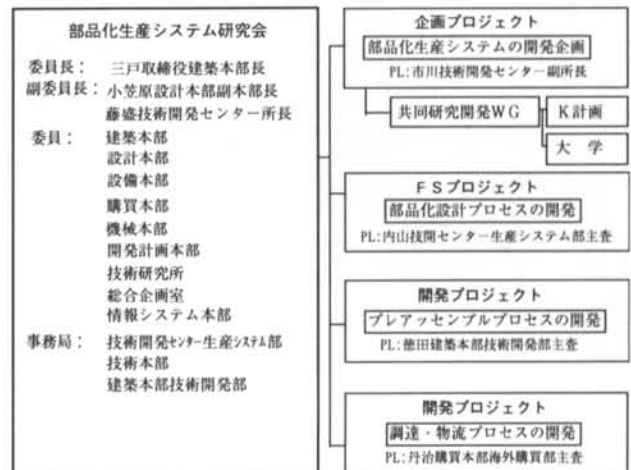 部品化生産システム研究会
委員長： 三戸取締役建築本部長
副委員長： 小笠原設計本部副本部長
藤盛技術開発センター所長
委員： 建築本部
設計本部
設備本部
購買本部
機械本部
開発計画本部
技術研究所
総合企画室
情報システム本部
事務局： 技術開発センター生産システム部
技術本部
建築本部技術開発部
企画プロジェクト
部品化生産システムの開発企画
PL:市川技術開発センター副所長
共同研究開発WG
K計画
大 学
FSプロジェクト
部品化設計プロセスの開発
PL:内山技開センター生産システム部主査
開発プロジェクト
プレアッセンブルプロセスの開発
PL:徳田建築本部技術開発部主査
開発プロジェクト
調達・物流プロセスの開発
PL:丹治購買本部海外購買部主査